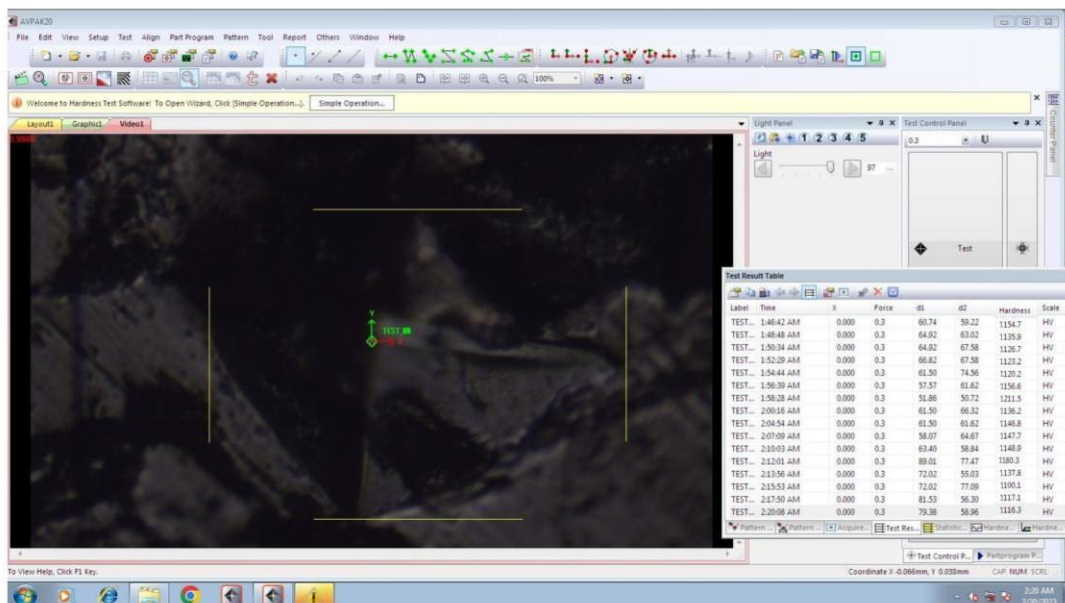 AVPAK20
File Edit View Setup Test Align Part Program Pattern Tool Report Others Window Help
100%
Welcome to Hardness Test Software! To Open Wizard, Click [Simple Operation...]. Simple Operation...
Layout1 Graphic1 Video1
Light Panel
1 2 3 4 5
Light
97 ...
Test Control Panel
0.3
Test
Counter Panel
Y
X
Test Result Table
Label Time X Force d1 d2 Hardness Scale
TEST... 1:46:42 AM 0.000 0.3 60.74 59.22 1154.7 HV
TEST... 1:48:48 AM 0.000 0.3 64.92 63.02 1135.9 HV
TEST... 1:50:34 AM 0.000 0.3 64.92 67.58 1126.7 HV
TEST... 1:52:29 AM 0.000 0.3 66.82 67.58 1123.2 HV
TEST... 1:54:44 AM 0.000 0.3 61.50 74.56 1120.2 HV
TEST... 1:56:39 AM 0.000 0.3 57.57 61.62 1156.6 HV
TEST... 1:58:28 AM 0.000 0.3 51.86 50.72 1211.5 HV
TEST... 2:00:16 AM 0.000 0.3 61.50 66.32 1136.2 HV
TEST... 2:04:54 AM 0.000 0.3 61.50 61.62 1146.8 HV
TEST... 2:07:09 AM 0.000 0.3 58.07 64.67 1147.7 HV
TEST... 2:10:03 AM 0.000 0.3 63.40 58.84 1148.9 HV
TEST... 2:12:01 AM 0.000 0.3 89.01 77.47 1180.3 HV
TEST... 2:13:56 AM 0.000 0.3 72.02 55.03 1137.8 HV
TEST... 2:15:53 AM 0.000 0.3 72.02 77.09 1100.1 HV
TEST... 2:17:50 AM 0.000 0.3 81.53 56.30 1117.1 HV
TEST... 2:20:08 AM 0.000 0.3 79.38 58.96 1116.3 HV
Pattern ... Pattern ... Acquire... Test Res... Statistic... Hardne... Hardne...
Test Control P... Partprogram P...
To View Help, Click F1 Key. Coordinate X -0.066mm, Y 0.038mm CAP NUM SCRL
2:20 AM